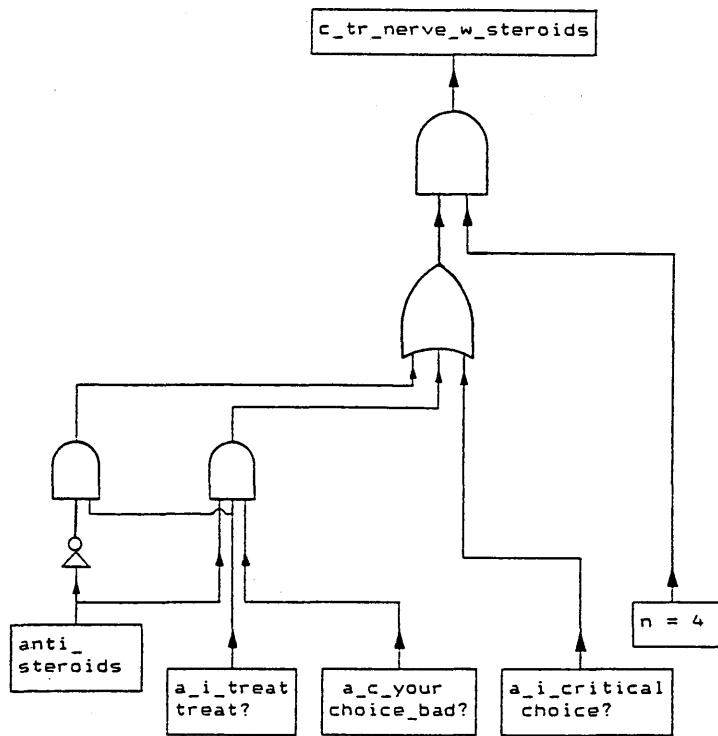 c_tr_nerve_w_steroids
n = 4
anti_
steroids
a_i_treat
treat?
a_c_your
choice_bad?
a_i_critical
choice?